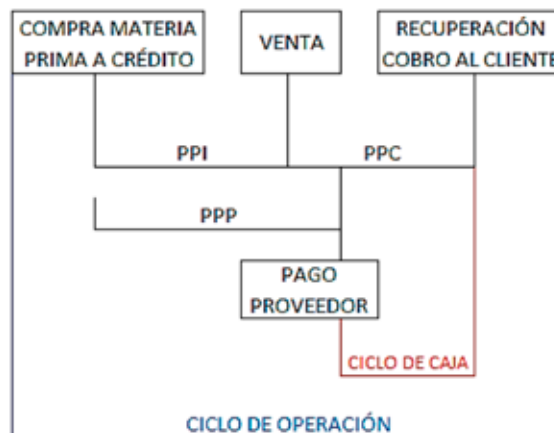 COMPRA MATERIA
PRIMA A CRÉDITO
VENTA
RECUPERACIÓN
COBRO AL CLIENTE
PPI
PPC
PPP
PAGO
PROVEEDOR
CICLO DE CAJA
CICLO DE OPERACIÓN